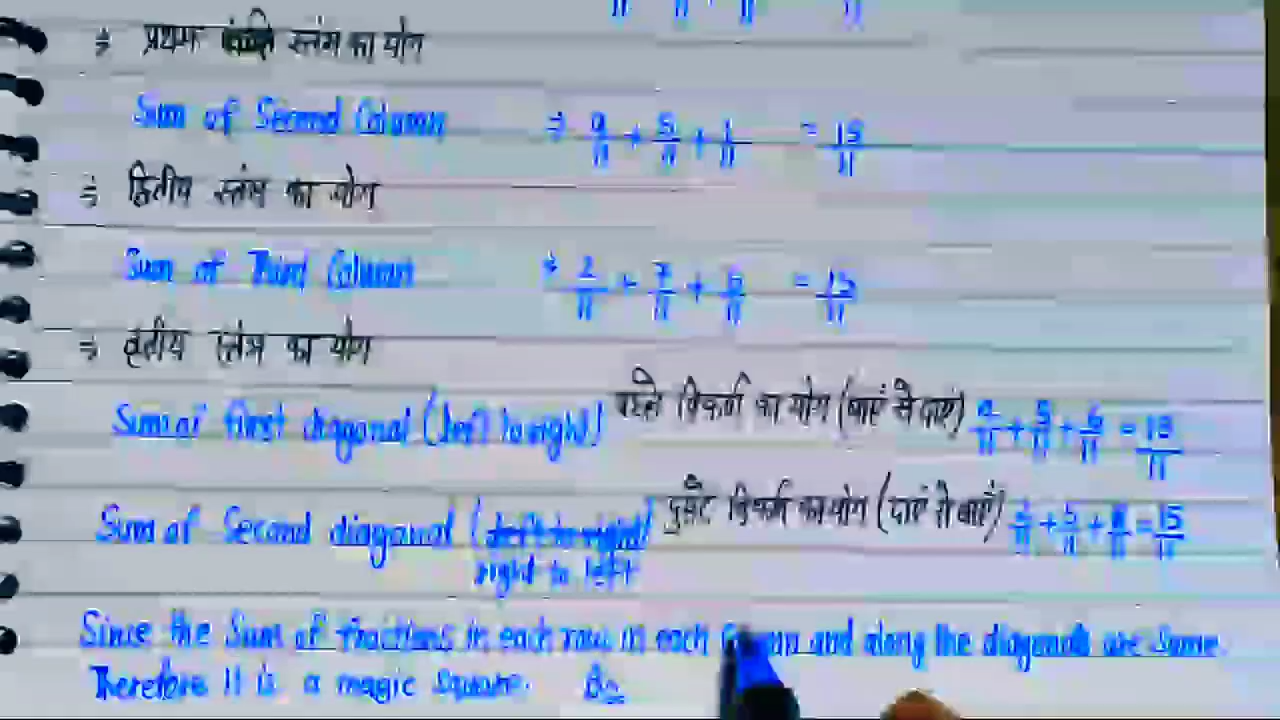 ⇒ प्रथम स्तंभ का योग
Sum of Second Column ⇒ 9/11 + 5/11 + 1/11 = 15/11
⇒ द्वितीय स्तंभ का योग
Sum of Third Column ⇒ 2/11 + 7/11 + 6/11 = 15/11
⇒ तृतीय स्तंभ का योग
Sum of first diagonal (left to right) पहले विकर्ण का योग (बाएं से दाएं) 4/11 + 5/11 + 6/11 = 15/11
Sum of Second diagonal (left to right) दूसरे विकर्ण का योग (दाएं से बाएं) 2/11 + 5/11 + 8/11 = 15/11
right to left
Since the Sum of fractions in each row in each Column and along the diagonals are Same.
Therefore It is a magic square.